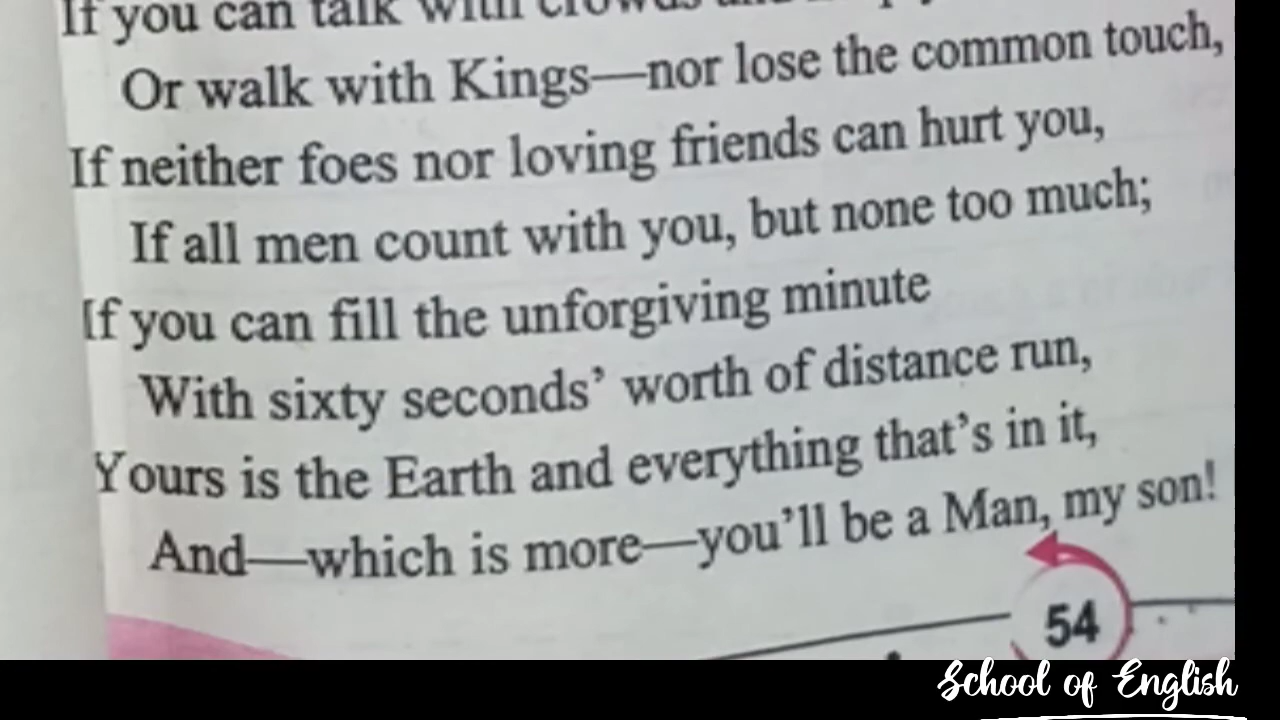 If you can talk with crowds and
Or walk with Kings—nor lose the common touch,
If neither foes nor loving friends can hurt you,
If all men count with you, but none too much;
If you can fill the unforgiving minute
With sixty seconds’ worth of distance run,
Yours is the Earth and everything that’s in it,
And—which is more—you’ll be a Man, my son!
54
School of English